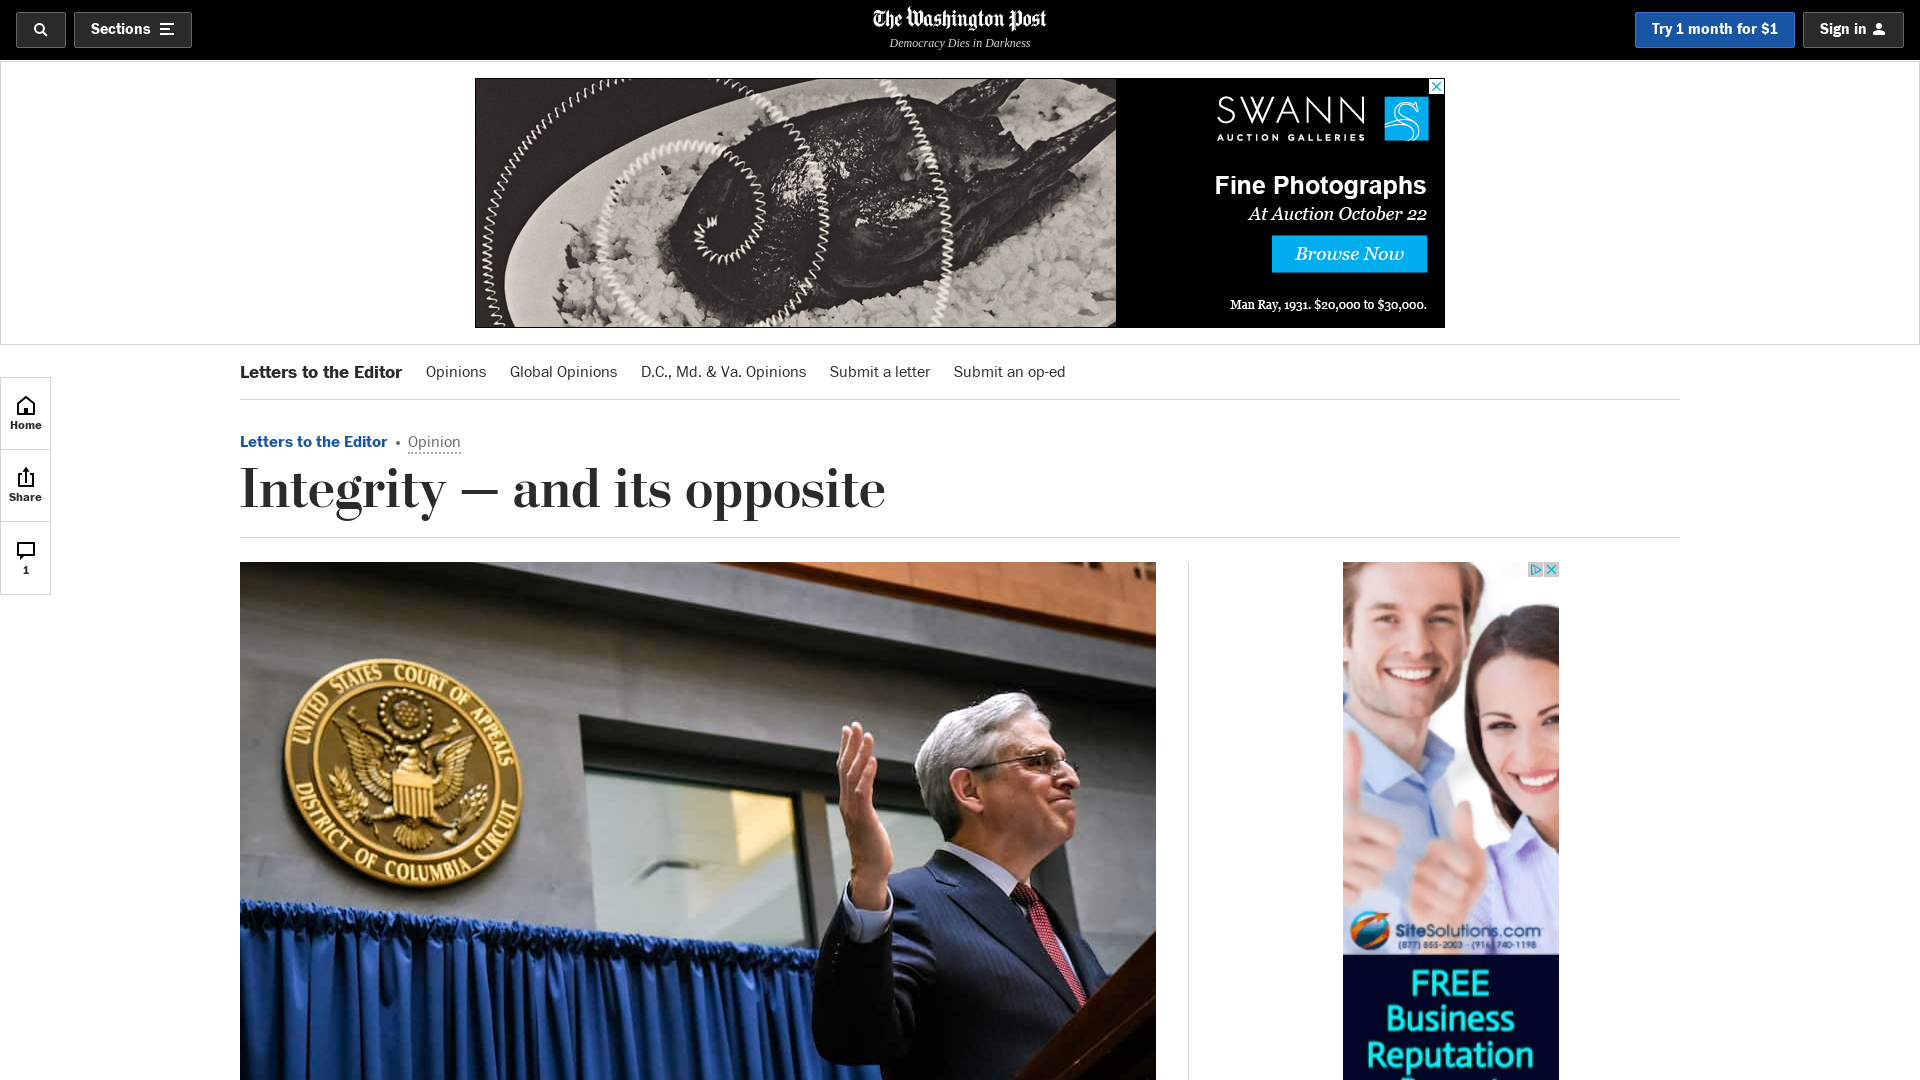 Sections
The Washington Post
Democracy Dies in Darkness
Try 1 month for $1
Sign in
SWANN
AUCTION GALLERIES
Fine Photographs
At Auction October 22
Browse Now
Man Ray, 1931. $20,000 to $30,000.
Letters to the Editor
Opinions
Global Opinions
D.C., Md. & Va. Opinions
Submit a letter
Submit an op-ed
Home
Share
1
Letters to the Editor • Opinion
Integrity — and its opposite
UNITED STATES COURT OF APPEALS
DISTRICT OF COLUMBIA CIRCUIT
SiteSolutions.com
(877) 855-2003 - (916) 740-1198
FREE
Business
Reputation